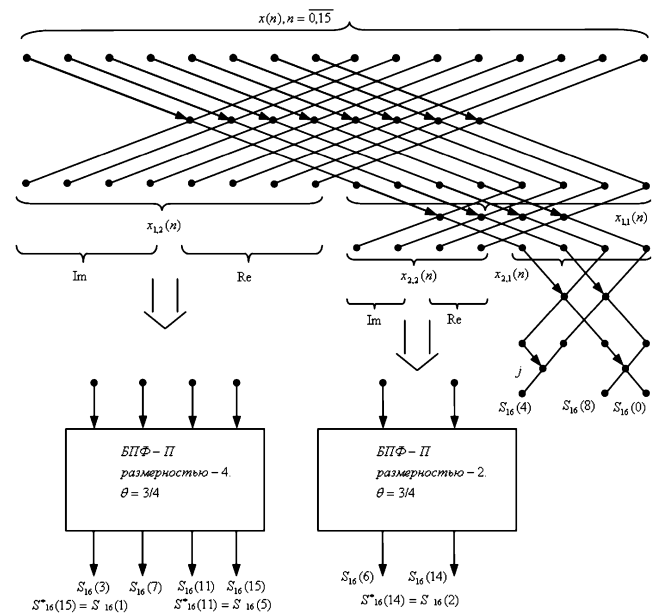 x(n), n = 0,15
x1,1(n)
x1,2(n)
Im
Re
x2,2(n)
x2,1(n)
Im
Re
j
S16(4)
S16(8)
S16(0)
БПФ – П
размерностью – 4.
θ = 3/4
БПФ – П
размерностью – 2.
θ = 3/4
S16(3)
S16(7)
S16(11)
S16(15)
S*16(15) = S16(1)
S*16(11) = S16(5)
S16(6)
S16(14)
S*16(14) = S16(2)